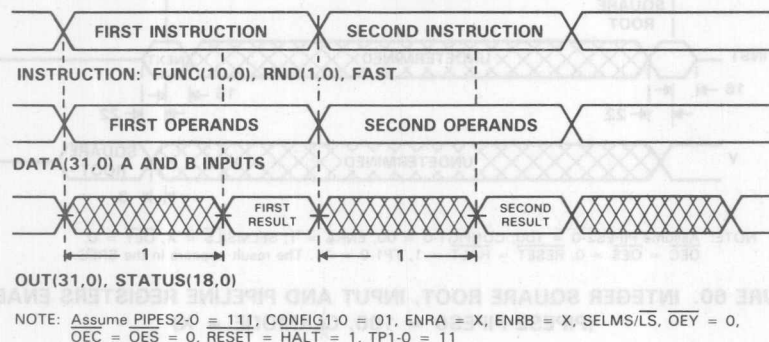 FIRST INSTRUCTION SECOND INSTRUCTION
INSTRUCTION: FUNC(10,0), RND(1,0), FAST
FIRST OPERANDS SECOND OPERANDS
DATA(31,0) A AND B INPUTS
FIRST
RESULT
SECOND
RESULT
1 1
OUT(31,0), STATUS(18,0)
NOTE: Assume PIPES2-0 = 111, CONFIG1-0 = 01, ENRA = X, ENRB = X, SELMS/LS, OEY = 0,
OEC = OES = 0, RESET = HALT = 1, TP1-0 = 11